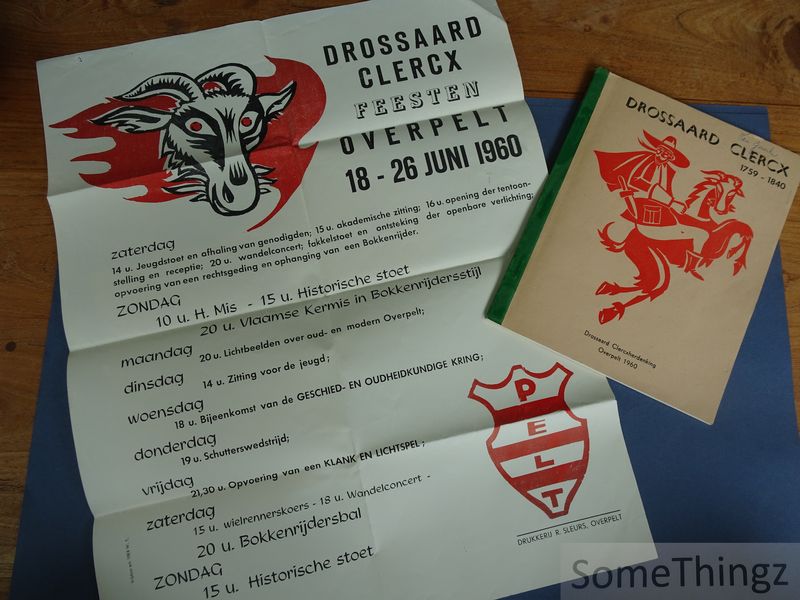 DROSSAARD
CLERCX
FEESTEN
OVERPELT
18 - 26 JUNI 1960
zaterdag
14 u. Jeugdstoet en afhaling van genodigden; 15 u. akademische zitting; 16 u. opening der tentoon-
stelling en receptie; 20 u. wandelconcert; fakkelstoet en ontsteking der openbare verlichting;
opvoering van een rechtsgeding en ophanging van een Bokkenrijder.
ZONDAG
10 u. H. Mis - 15 u. Historische stoet
20 u. Vlaamse Kermis in Bokkenrijdersstijl
maandag
20 u. Lichtbeelden over oud- en modern Overpelt;
dinsdag
14 u. Zitting voor de jeugd;
woensdag
18 u. Bijeenkomst van de GESCHIED- EN OUDHEIDKUNDIGE KRING;
donderdag
19 u. Schutterswedstrijd;
vrijdag
21,30 u. Opvoering van een KLANK EN LICHTSPEL;
zaterdag
15 u. wielrennerskoers - 18 u. Wandelconcert -
20 u. Bokkenrijdersbal
ZONDAG
15 u. Historische stoet
PELT
DRUKKERIJ R. SLEURS, OVERPELT
DROSSAARD CLERCX
1759 - 1840
Drossaard Clercxherdenking
Overpelt 1960
SomeThingz